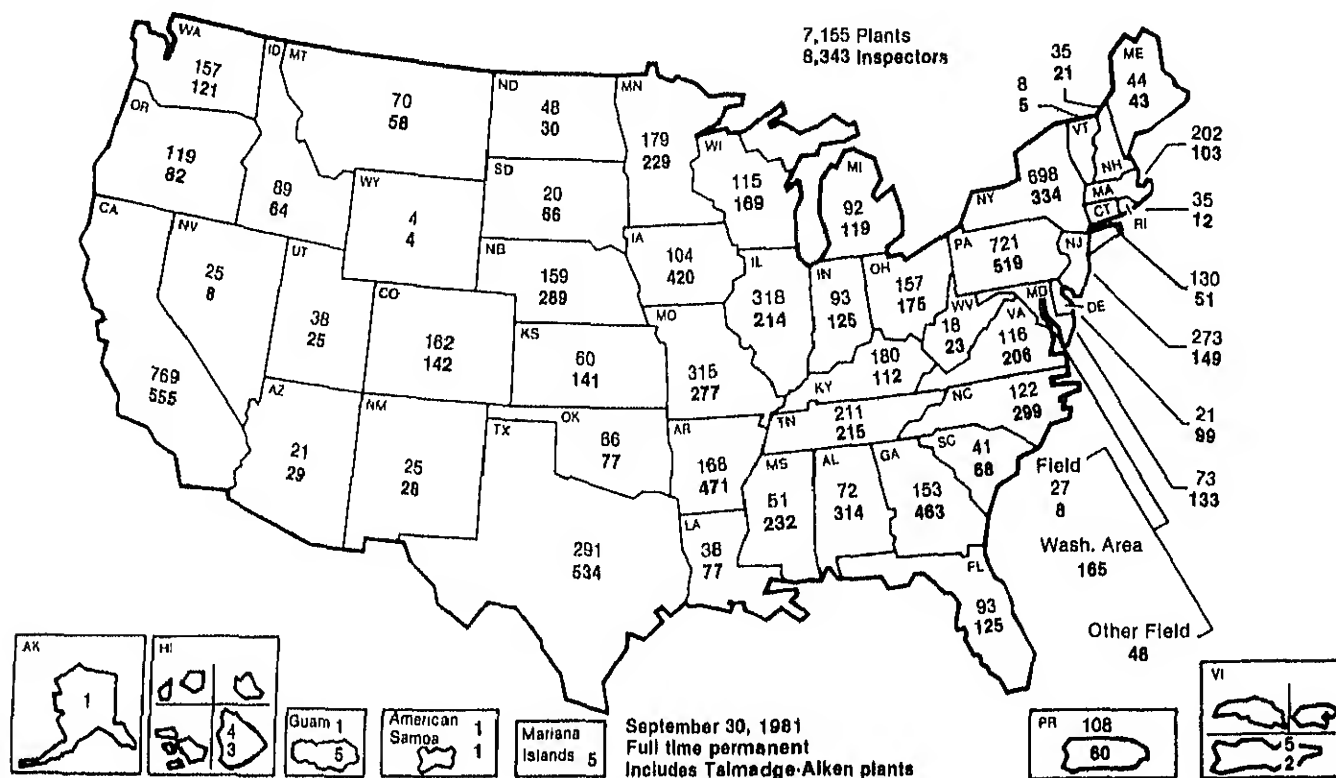 7,155 Plants
8,343 Inspectors
WA
157
121
OR
119
82
CA
769
555
ID
89
64
NV
25
8
MT
70
58
WY
4
4
UT
38
25
AZ
21
29
CO
162
142
NM
25
28
ND
48
30
SD
20
66
NB
159
289
KS
60
141
OK
86
77
TX
291
534
MN
179
229
IA
104
420
MO
315
277
AR
168
471
LA
38
77
WI
115
169
IL
318
214
MI
92
119
IN
93
125
OH
157
175
KY
180
112
TN
211
215
MS
51
232
AL
72
314
GA
153
463
FL
93
125
SC
41
68
NC
122
299
VA
116
206
WV
18
23
MD
DE
PA
721
519
NJ
NY
698
334
VT
NH
ME
44
43
MA
CT
RI
8
5
35
21
202
103
35
12
130
51
273
149
21
99
73
133
Field
27
8
Wash. Area
165
Other Field
48
AK
1
HI
4
3
Guam 1
5
American 1
Samoa 1
Mariana
Islands 5
September 30, 1981
Full time permanent
Includes Talmadge-Aiken plants
PR 108
60
VI
5
2